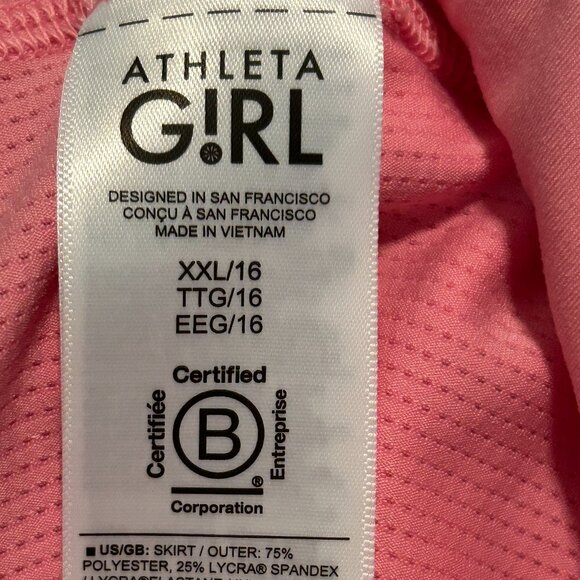 ATHLETA
G!RL
DESIGNED IN SAN FRANCISCO
CONÇU À SAN FRANCISCO
MADE IN VIETNAM
XXL/16
TTG/16
EEG/16
Certified
Certifiée
B
Entreprise
®
Corporation
■ US/GB: SKIRT / OUTER: 75%
POLYESTER, 25% LYCRA® SPANDEX